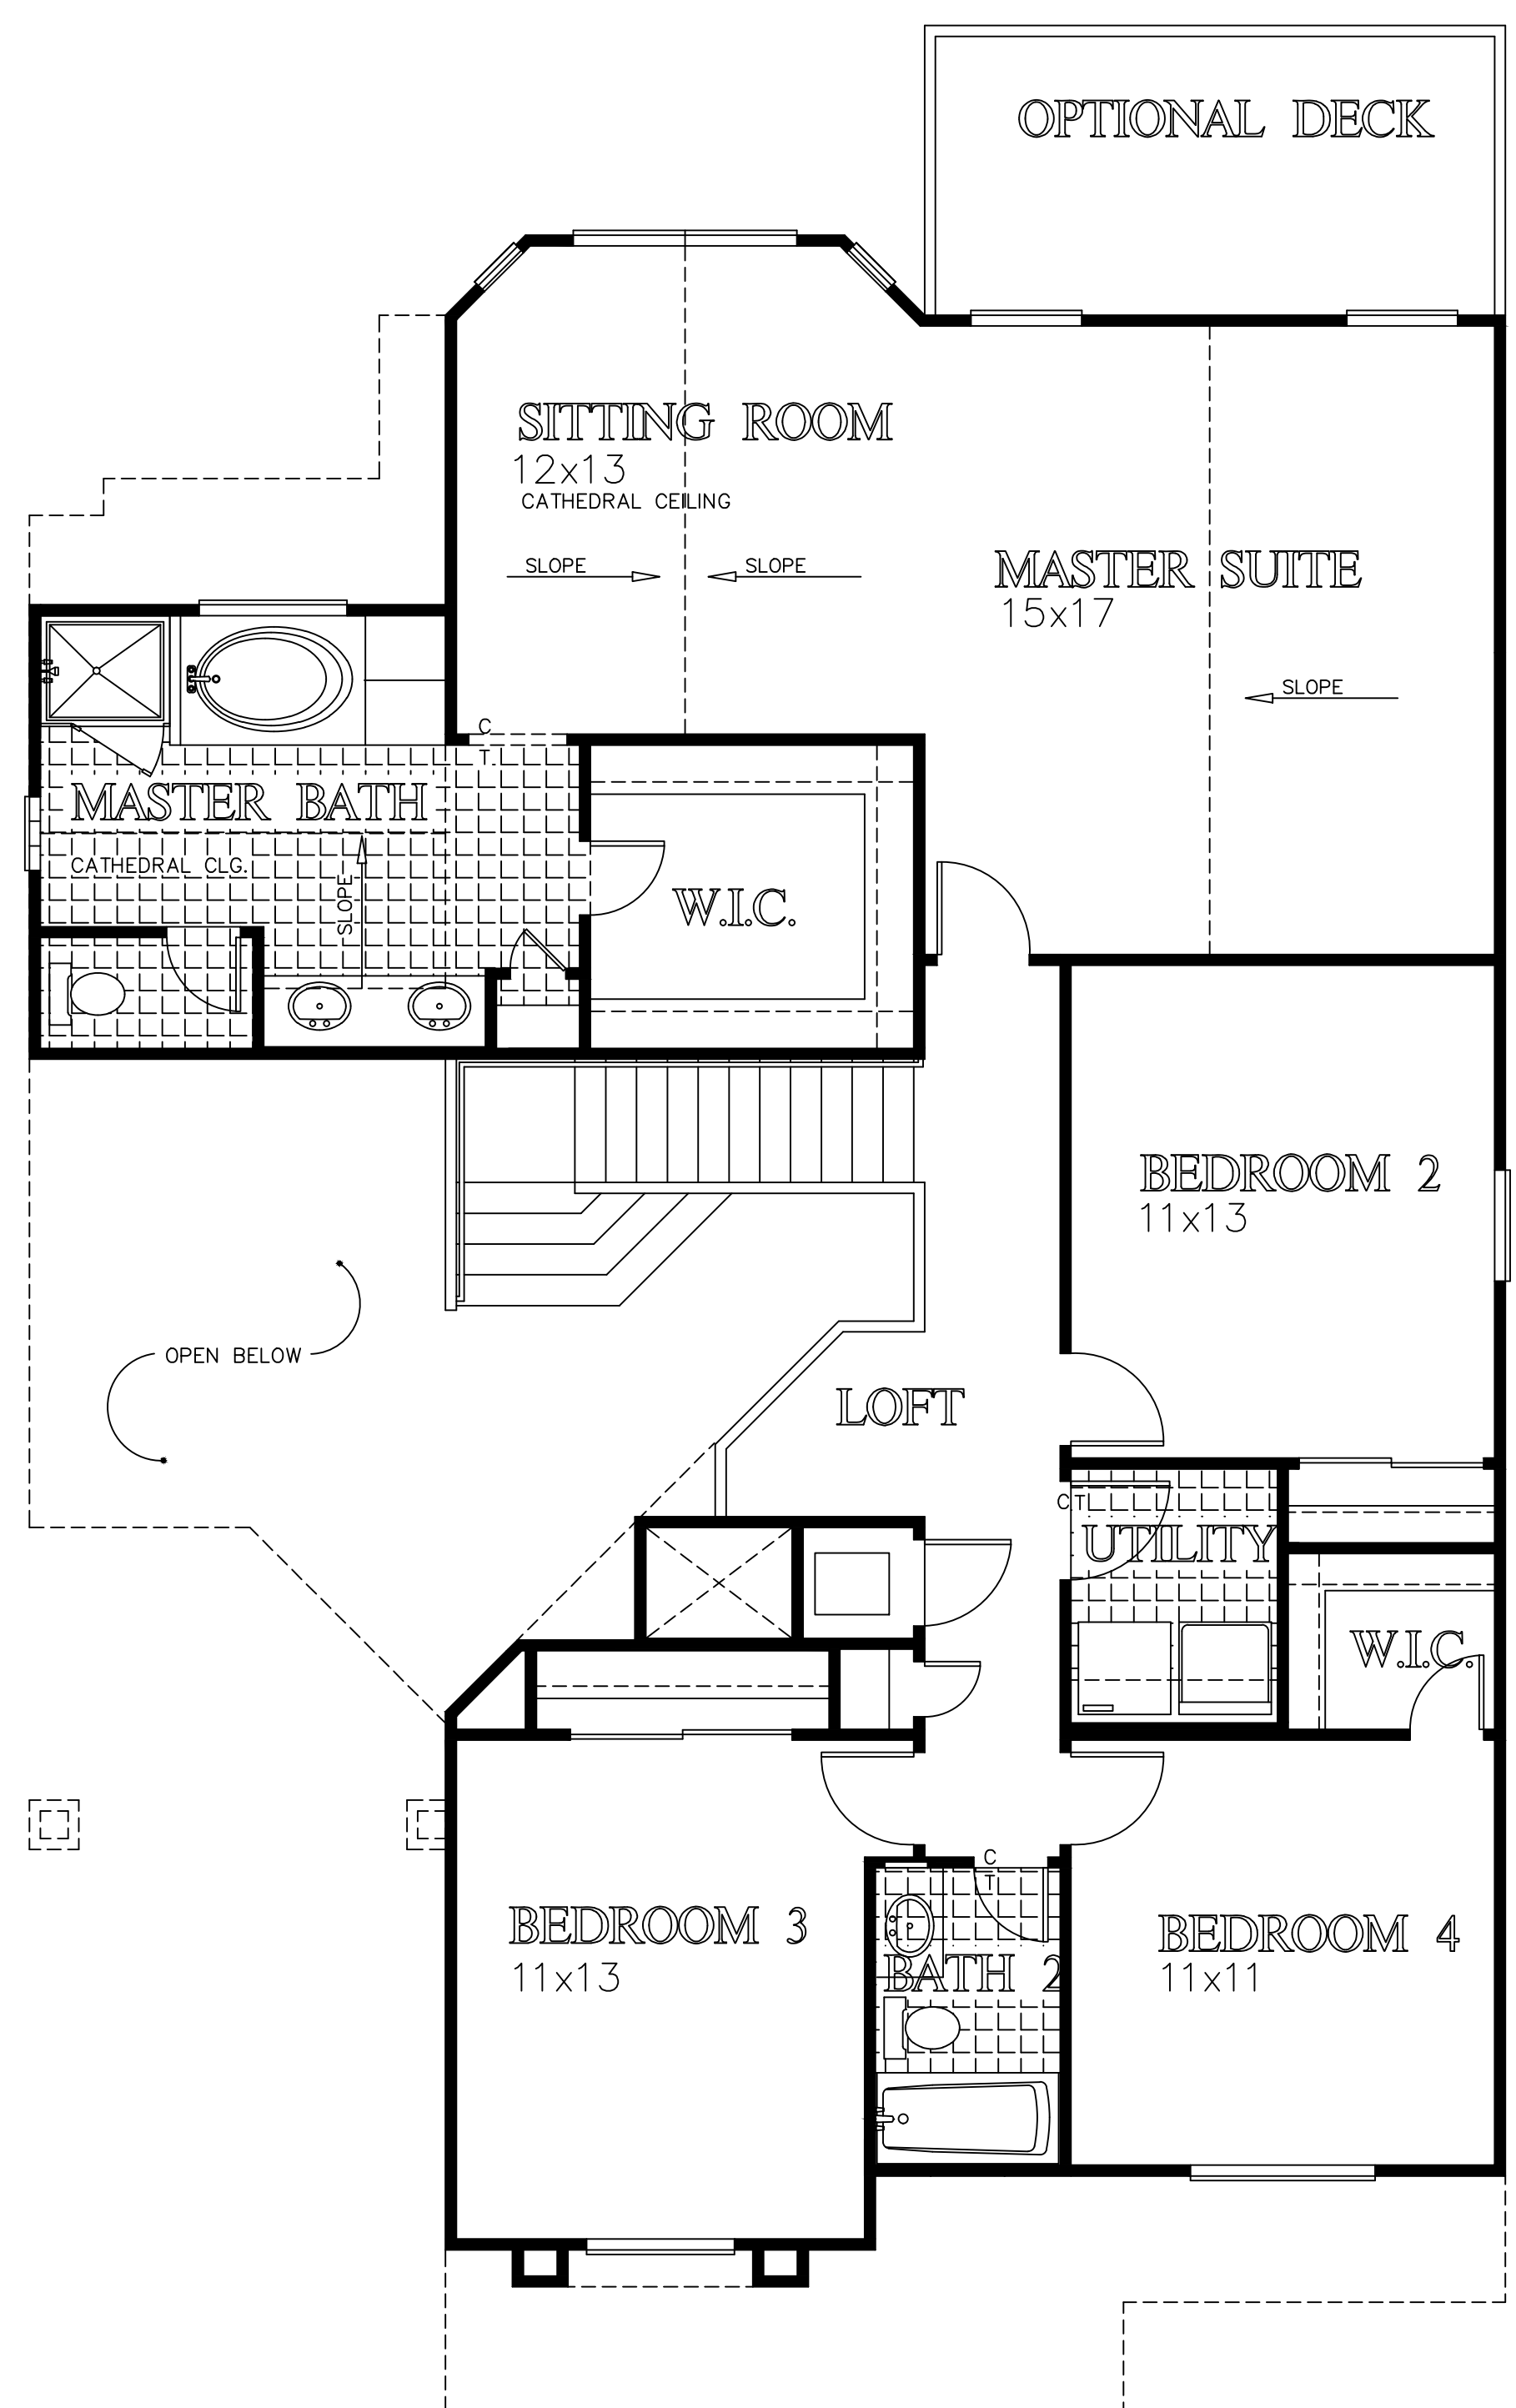 OPTIONAL DECK
SITTING ROOM
12x13
CATHEDRAL CEILING
SLOPE
SLOPE
MASTER SUITE
15x17
SLOPE
C
T
MASTER BATH
CATHEDRAL CLG.
SLOPE
W.I.C.
BEDROOM 2
11x13
OPEN BELOW
LOFT
C T
UTILITY
W.I.C.
C
T
BEDROOM 3
11x13
BATH 2
BEDROOM 4
11x11